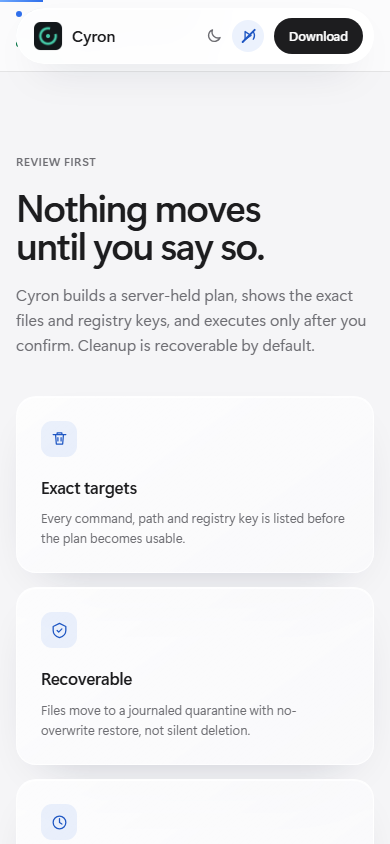 Cyron
Download
REVIEW FIRST
Nothing moves
until you say so.
Cyron builds a server-held plan, shows the exact
files and registry keys, and executes only after you
confirm. Cleanup is recoverable by default.
Exact targets
Every command, path and registry key is listed before
the plan becomes usable.
Recoverable
Files move to a journaled quarantine with no-
overwrite restore, not silent deletion.